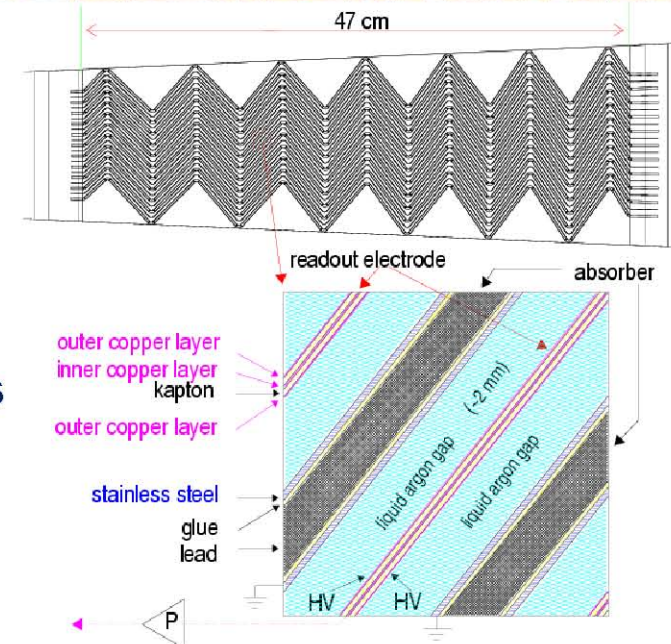 47 cm
readout electrode
absorber
outer copper layer
inner copper layer
kapton
outer copper layer
s
(~2 mm)
liquid argon gap
liquid argon gap
stainless steel
glue
lead
HV
HV
P